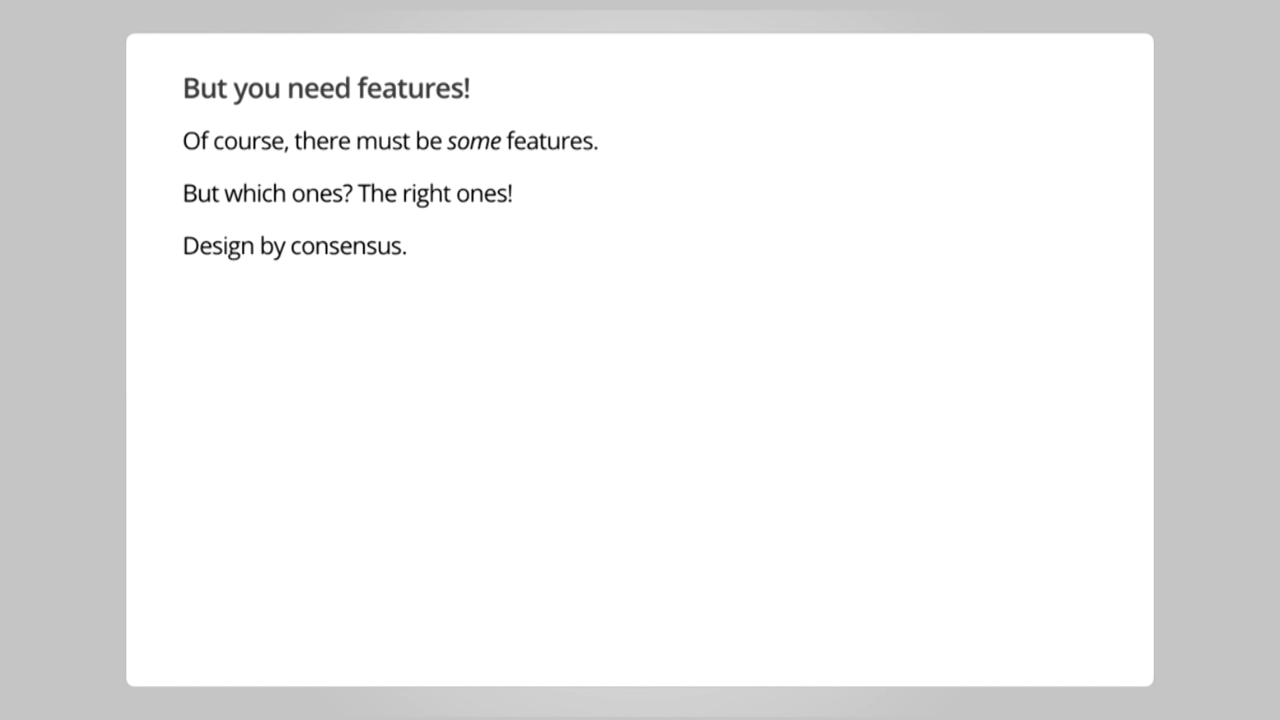 But you need features!
Of course, there must be some features.
But which ones? The right ones!
Design by consensus.